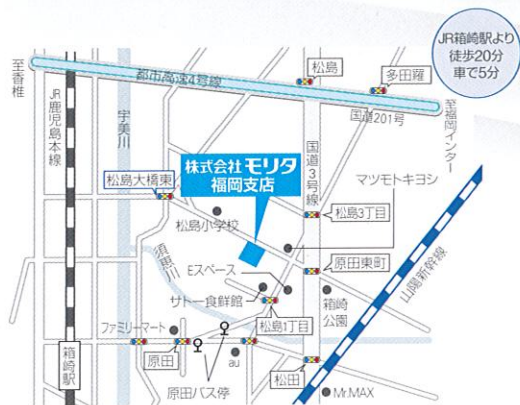 JR箱崎駅より
徒歩20分
車で5分
至香椎
都市高速4号線
松島
多田羅
国道201号
至福岡インター
JR鹿児島本線
宇美川
国道3号線
株式会社モリタ
福岡支店
マツモトキヨシ
松島大橋東
松島小学校
松島3丁目
須恵川
Eスペース
原田東町
山陽新幹線
サトー食鮮館
箱崎
公園
松島1丁目
ファミリーマート
箱崎駅
原田
au
松田
原田バス停
Mr.MAX